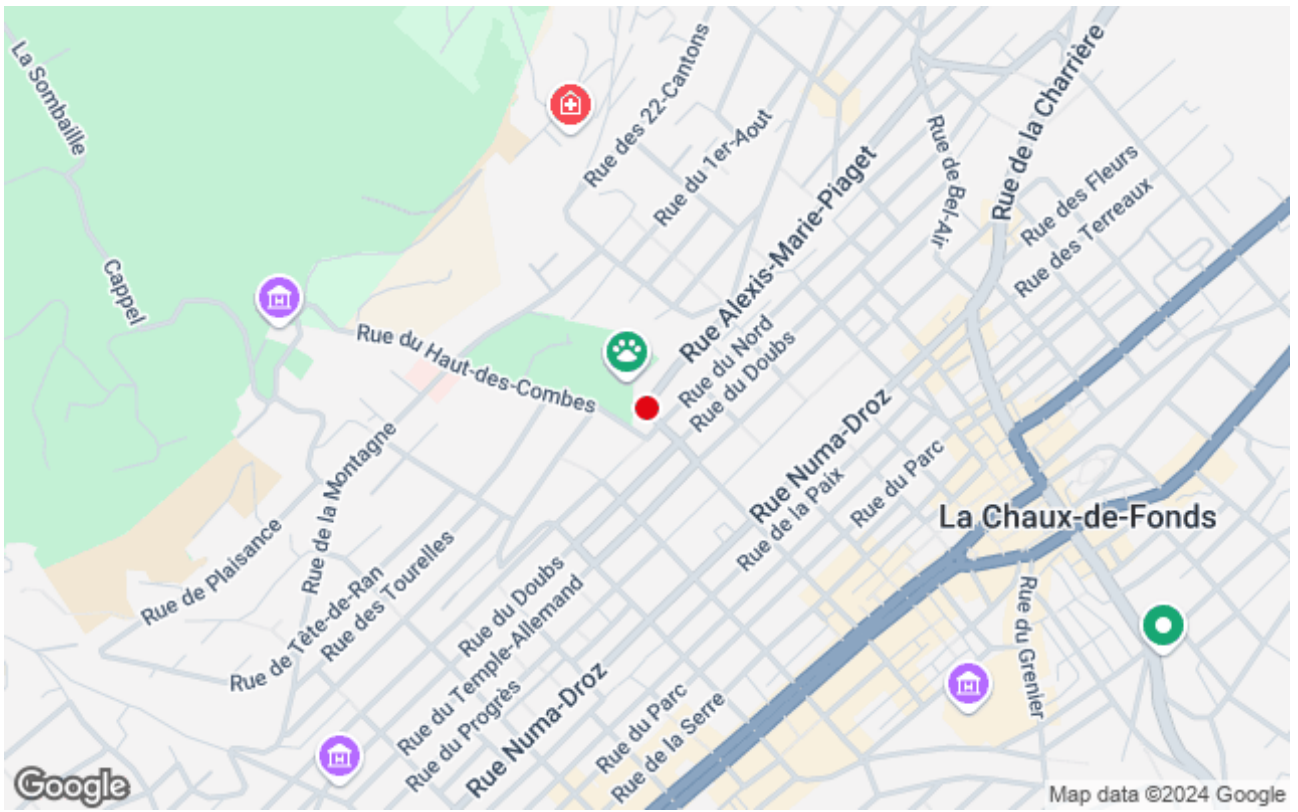 La Sombaille
Rue des 22-Cantons
Rue de la Charrière
Rue du 1er-Aout
Rue de Bel-Air
Rue des Fleurs
Rue Alexis-Marie-Piaget
Rue des Terreaux
Cappel
Rue du Haut-des-Combes
Rue du Nord
Rue du Doubs
Rue Numa-Droz
Rue de la Montagne
Rue du Parc
Rue de la Paix
La Chaux-de-Fonds
Rue de Plaisance
Rue de Tête-de-Ran
Rue des Tourelles
Rue du Doubs
Rue du Temple-Allemand
Rue du Progrès
Rue Numa-Droz
Rue du Grenier
Rue du Parc
Rue de la Serre
Google
Map data ©2024 Google